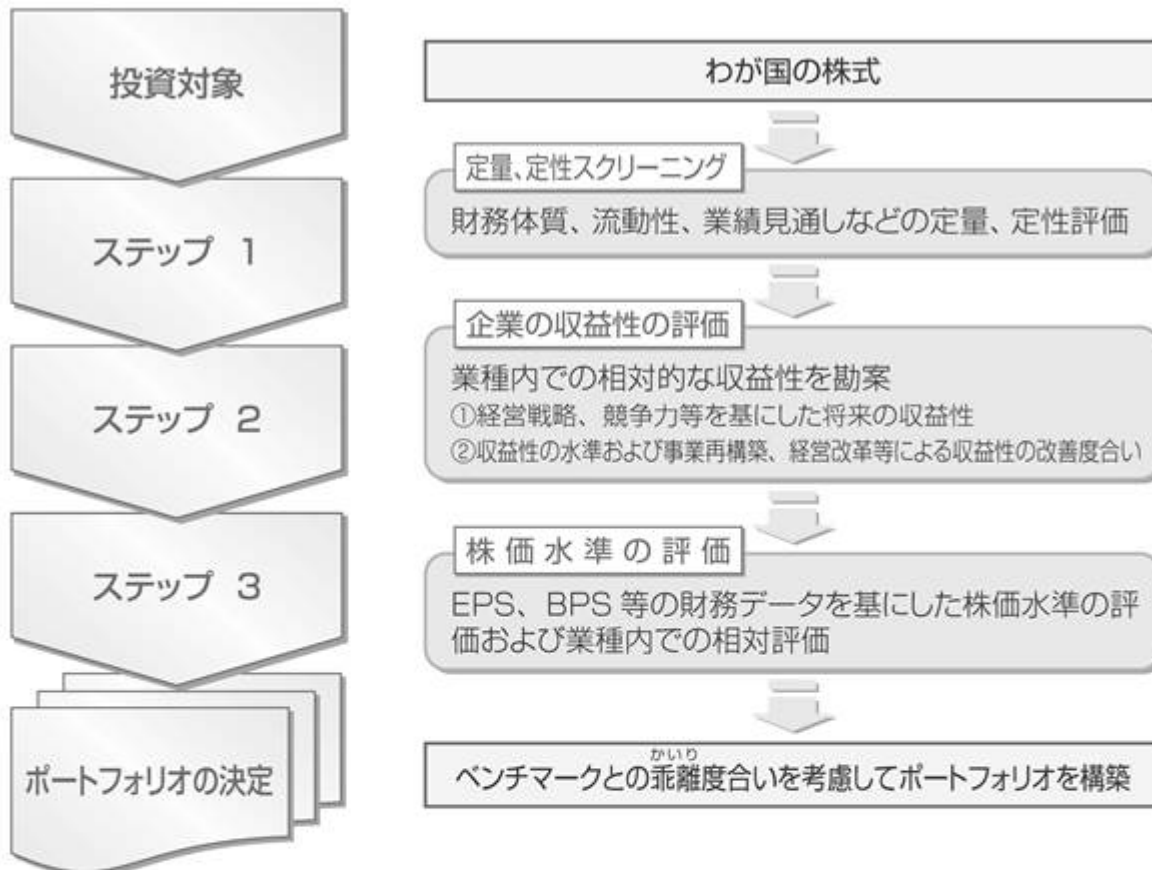 投資対象
わが国の株式
ステップ 1
定量、定性スクリーニング
財務体質、流動性、業績見通しなどの定量、定性評価
ステップ 2
企業の収益性の評価
業種内での相対的な収益性を勘案
①経営戦略、競争力等を基にした将来の収益性
②収益性の水準および事業再構築、経営改革等による収益性の改善度合い
ステップ 3
株価水準の評価
EPS、BPS 等の財務データを基にした株価水準の評
価および業種内での相対評価
ポートフォリオの決定
かいり
ベンチマークとの乖離度合いを考慮してポートフォリオを構築